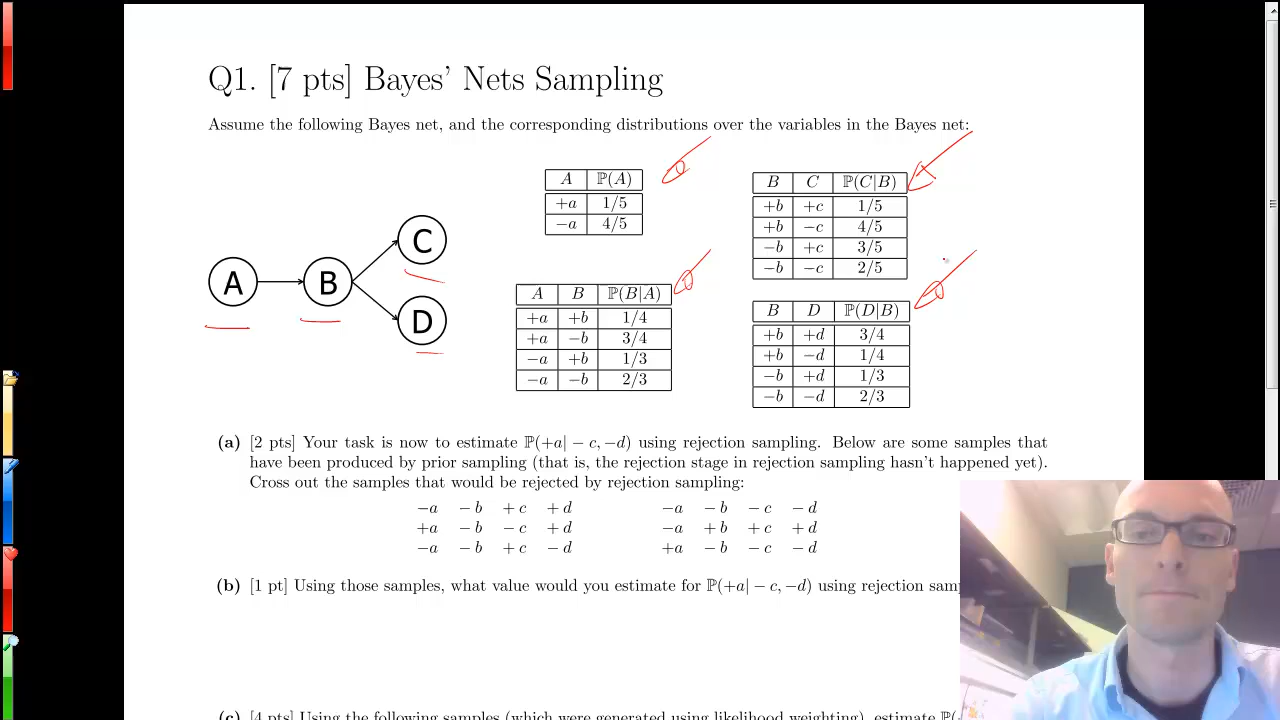 Q1. [7 pts] Bayes' Nets Sampling
Assume the following Bayes net, and the corresponding distributions over the variables in the Bayes net:
A
B
C
D
A ℙ(A)
+a 1/5
−a 4/5
A B ℙ(B|A)
+a +b 1/4
+a −b 3/4
−a +b 1/3
−a −b 2/3
B C ℙ(C|B)
+b +c 1/5
+b −c 4/5
−b +c 3/5
−b −c 2/5
B D ℙ(D|B)
+b +d 3/4
+b −d 1/4
−b +d 1/3
−b −d 2/3
(a) [2 pts] Your task is now to estimate ℙ(+a| − c, −d) using rejection sampling. Below are some samples that
have been produced by prior sampling (that is, the rejection stage in rejection sampling hasn't happened yet).
Cross out the samples that would be rejected by rejection sampling:
−a −b +c +d −a −b −c −d
+a −b −c +d −a +b +c +d
−a −b +c −d +a −b −c −d
(b) [1 pt] Using those samples, what value would you estimate for ℙ(+a| − c, −d) using rejection
(c) [4 pts] Using the following samples (which were generated using likelihood weighting), estimate